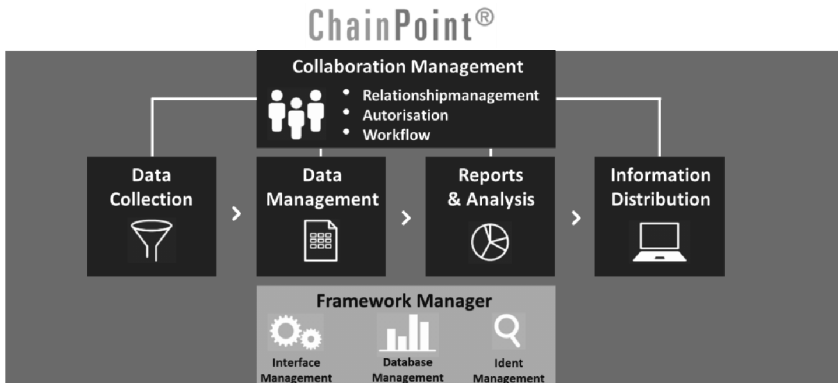 ChainPoint®
Collaboration Management
• Relationshipmanagement
• Autorisation
• Workflow
Data
Collection
>
Data
Management
>
Reports
& Analysis
>
Information
Distribution
Framework Manager
Interface
Management
Database
Management
Ident
Management